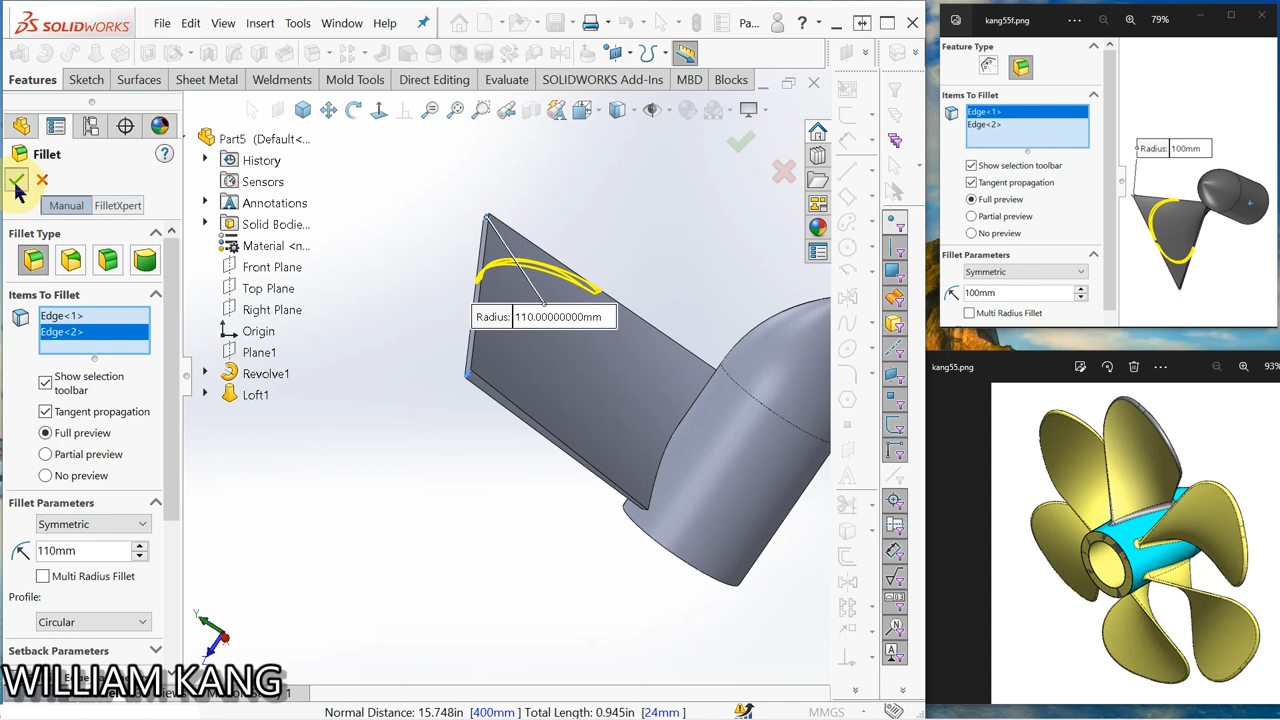 SOLIDWORKS
File Edit View Insert Tools Window Help
Pa...
Features Sketch Surfaces Sheet Metal Weldm Mold Tools Direct Editing Evaluate SOLIDWORKS Add-Ins MBD Blocks
Fillet
Manual FilletXpert
Fillet Type
Items To Fillet
Edge<1>
Edge<2>
Show selection
toolbar
Tangent propagation
Full preview
Partial preview
No preview
Fillet Parameters
Symmetric
110mm
Multi Radius Fillet
Profile:
Circular
Setback Parameters
WILLIAM KANG
Part5 (Default<...
History
Sensors
Annotations
Solid Bodie...
Material <n...
Front Plane
Top Plane
Right Plane
Origin
Plane1
Revolve1
Loft1
Radius: 110.00000000mm
Normal Distance: 15.748in [400mm] Total Length: 0.945in [24mm]
MMGS
kang55f.png
79%
Feature Type
Items To Fillet
Edge<1>
Edge<2>
Show selection toolbar
Tangent propagation
Full preview
Partial preview
No preview
Fillet Parameters
Symmetric
100mm
Multi Radius Fillet
Radius: 100mm
kang55.png
93%